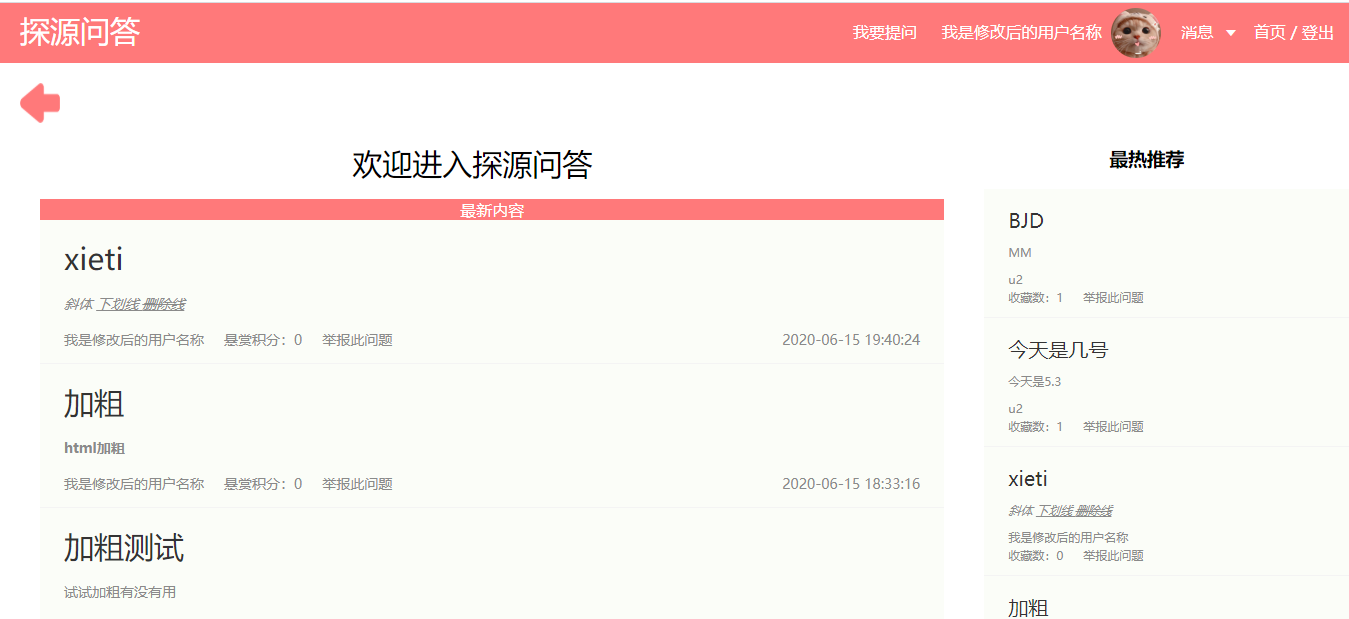 探源问答
我要提问 我是修改后的用户名称 消息 首页 / 登出
欢迎进入探源问答
最新内容
xieti
斜体 下划线 删除线
我是修改后的用户名称 悬赏积分：0 举报此问题 2020-06-15 19:40:24
加粗
html加粗
我是修改后的用户名称 悬赏积分：0 举报此问题 2020-06-15 18:33:16
加粗测试
试试加粗有没有用
最热推荐
BJD
MM
u2
收藏数：1 举报此问题
今天是几号
今天是5.3
u2
收藏数：1 举报此问题
xieti
斜体 下划线 删除线
我是修改后的用户名称
收藏数：0 举报此问题
加粗